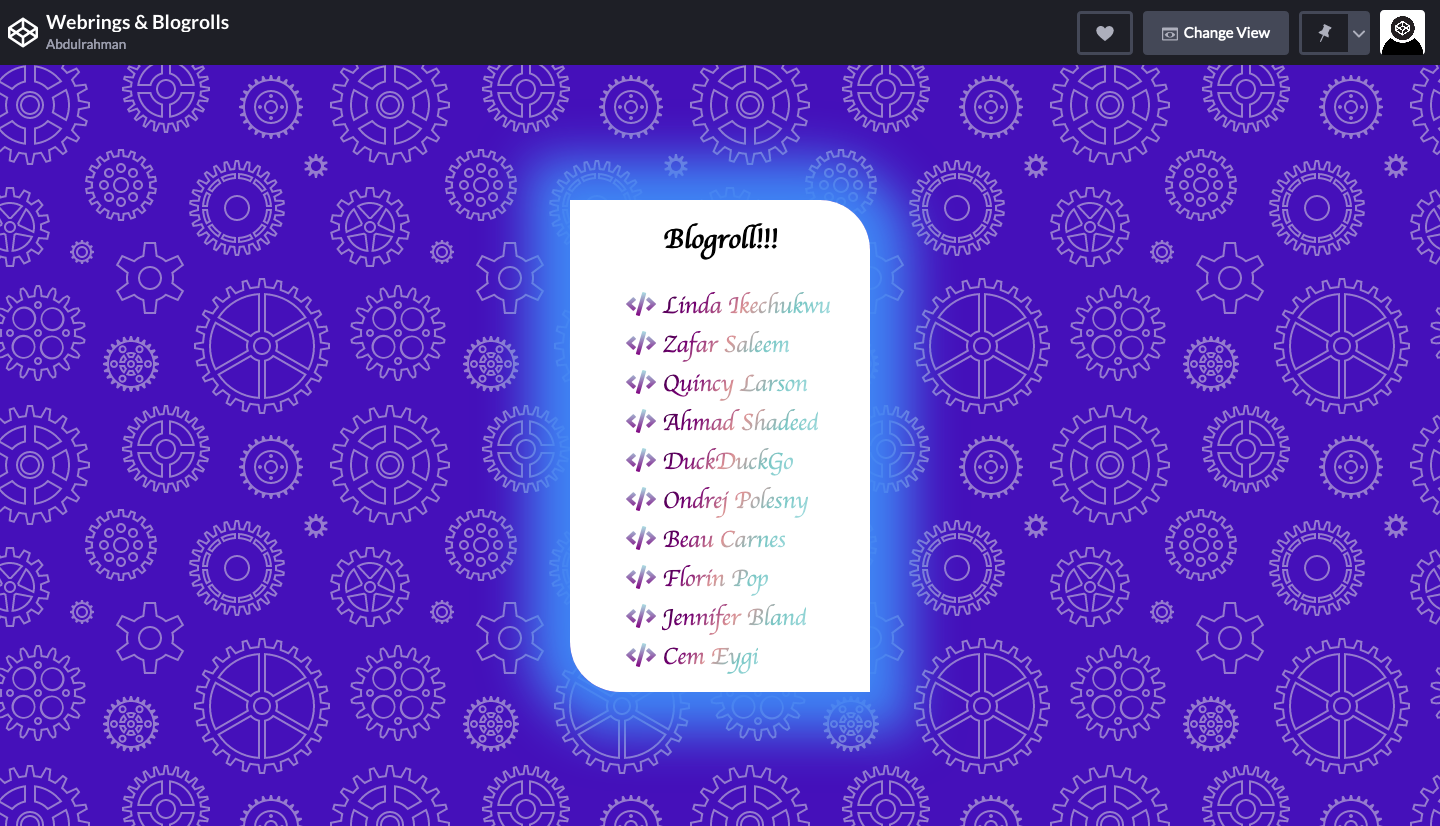 Webrings & Blogrolls
Abdulrahman
Change View
Blogroll!!!
</> Linda Ikechukwu
</> Zafar Saleem
</> Quincy Larson
</> Ahmad Shadeed
</> DuckDuckGo
</> Ondrej Polesny
</> Beau Carnes
</> Florin Pop
</> Jennifer Bland
</> Cem Eygi